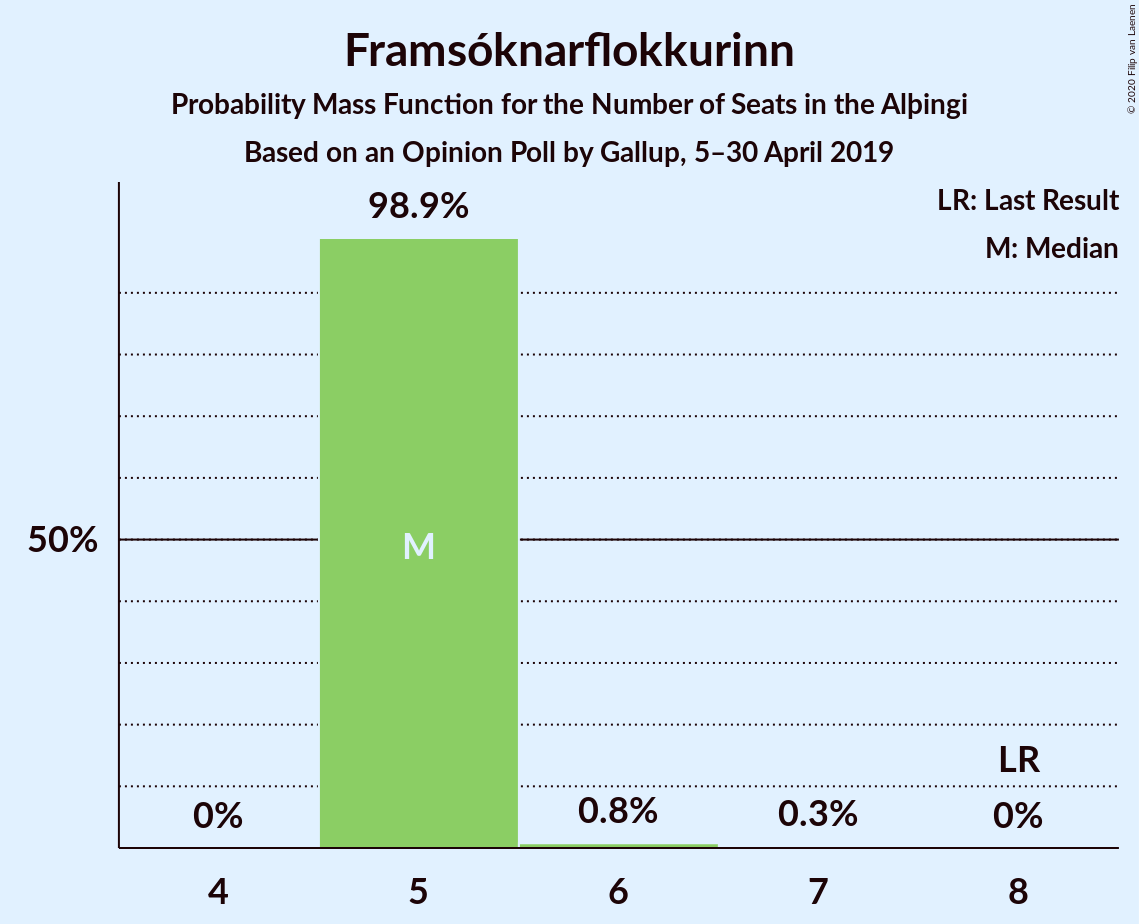 Framsóknarflokkurinn
Probability Mass Function for the Number of Seats in the Alþingi
Based on an Opinion Poll by Gallup, 5–30 April 2019
© 2020 Filip van Laenen
LR: Last Result
M: Median
98.9%
50%
M
LR
0%
0.8%
0.3%
0%
4
5
6
7
8